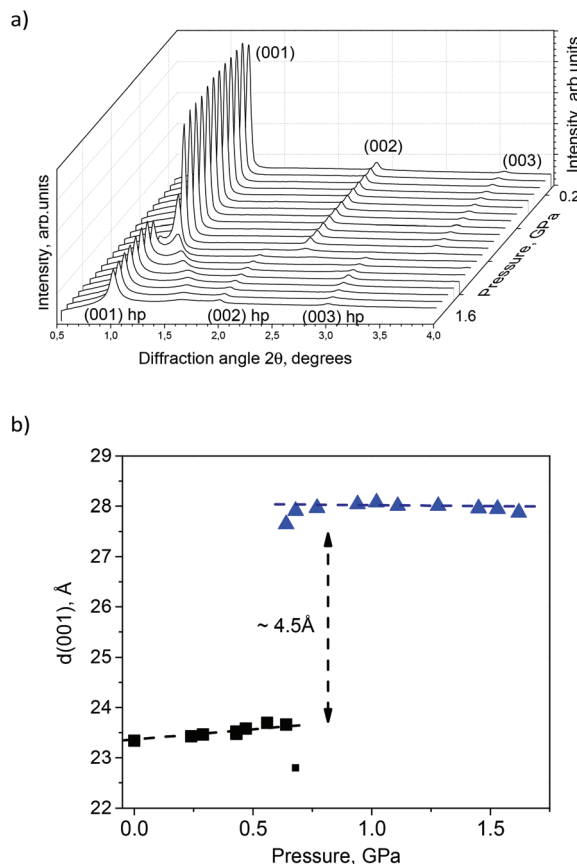 a)
(001)
(002)
(003)
Intensity, arb.units
Intensity, arb.units
0.2
Pressure, GPa
1.6
(001) hp
(002) hp
(003) hp
0,5
1,0
1,5
2,0
2,5
3,0
3,5
4,0
Diffraction angle 2θ, degrees
b)
29
28
27
26
25
24
23
22
d(001), Å
~ 4.5Å
0.0
0.5
1.0
1.5
Pressure, GPa